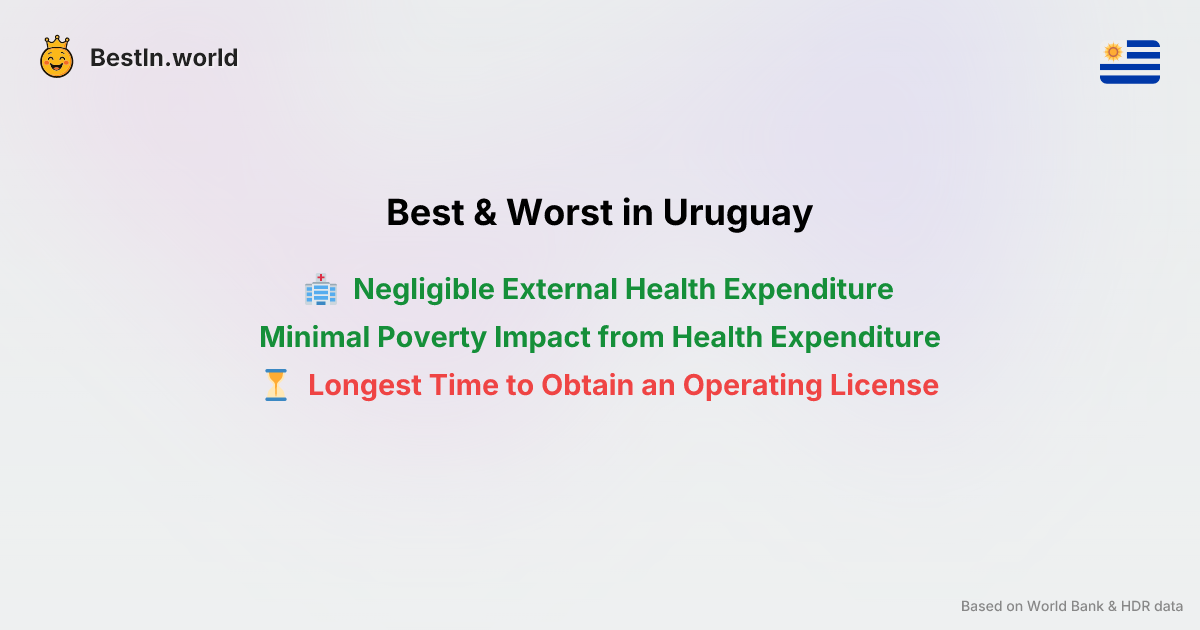 BestIn.world
Best & Worst in Uruguay
Negligible External Health Expenditure
Minimal Poverty Impact from Health Expenditure
Longest Time to Obtain an Operating License
Based on World Bank & HDR data